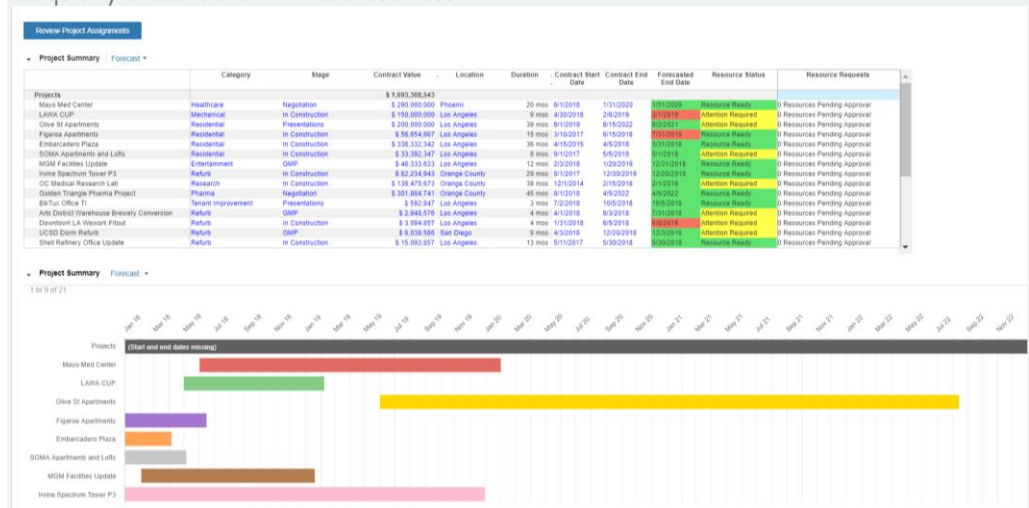 Review Project Assignments
Project Summary Forecast
Category Stage Contract Value Location Duration Contract Start Date Contract End Date Forecasted End Date Resource Status Resource Requests
Projects $ 1,693,308,543
Mayo Med Center Healthcare Negotiation $ 290,000,000 Phoenix 20 mos 6/1/2018 1/31/2020 1/31/2020 Resource Ready 0 Resources Pending Approval
LAWA CUP Mechanical In Construction $ 150,000,000 Los Angeles 9 mos 4/30/2018 2/8/2019 3/1/2019 Attention Required 0 Resources Pending Approval
Olive St Apartments Residential Presentations $ 200,000,000 Los Angeles 39 mos 6/1/2019 8/15/2022 8/2/2021 Attention Required 0 Resources Pending Approval
Figaroa Apartments Residential In Construction $ 56,654,667 Los Angeles 15 mos 3/10/2017 6/15/2018 7/31/2018 Resource Ready 0 Resources Pending Approval
Embarcadero Plaza Residential In Construction $ 338,332,342 Los Angeles 36 mos 4/15/2015 4/5/2018 3/31/2018 Resource Ready 0 Resources Pending Approval
SOMA Apartments and Lofts Residential In Construction $ 33,392,347 Los Angeles 8 mos 9/1/2017 5/5/2018 5/1/2018 Attention Required 0 Resources Pending Approval
MGM Facilities Update Entertainment GMP $ 48,333,633 Los Angeles 12 mos 2/3/2018 1/20/2019 12/31/2018 Resource Ready 0 Resources Pending Approval
Irvine Spectrum Tower P3 Refurb In Construction $ 82,234,943 Orange County 28 mos 8/1/2017 12/30/2019 12/20/2019 Resource Ready 0 Resources Pending Approval
OC Medical Research Lab Research In Construction $ 138,475,673 Orange County 39 mos 12/1/2014 2/15/2018 2/1/2018 Attention Required 0 Resources Pending Approval
Golden Triangle Pharma Project Pharma Negotiation $ 301,984,741 Orange County 45 mos 8/1/2018 4/5/2022 4/5/2022 Resource Ready 0 Resources Pending Approval
Office TI Tenant Improvement Presentations $ 592,847 Los Angeles 3 mos 7/2/2018 10/5/2018 10/5/2018 Resource Ready 0 Resources Pending Approval
Arts District Warehouse Brewery Conversion Refurb GMP $ 2,848,576 Los Angeles 4 mos 4/1/2018 8/3/2018 7/31/2018 Attention Required 0 Resources Pending Approval
Downtown LA Wework Fitout Refurb In Construction Los Angeles 4 mos 1/31/2018 6/5/2018 6/8/2018 Attention Required 0 Resources Pending Approval
UCSD Dorm Refurb Refurb GMP San Diego 9 mos 4/3/2018 12/20/2018 12/3/2018 Resource Ready 0 Resources Pending Approval
Shell Refinery Office Update Refurb In Construction $ 15,093,857 Los Angeles 13 mos 5/11/2017 5/30/2018 5/30/2018 Resource Ready 0 Resources Pending Approval
Project Summary Forecast
1 to 9 of 21
Jan 18 Mar 18 May 18 Jul 18 Sep 18 Nov 18 Jan 19 Mar 19 May 19 Jul 19 Sep 19 Nov 19 Jan 20 Mar 20 May 20 Jul 20 Sep 20 Nov 20 Jan 21 Mar 21 May 21 Jul 21 Sep 21 Nov 21 Jan 22 Mar 22 May 22 Jul 22 Sep 22 Nov 22
Projects (Start and end dates missing)
Mayo Med Center
LAWA CUP
Olive St Apartments
Figaroa Apartments
Embarcadero Plaza
SOMA Apartments and Lofts
MGM Facilities Update
Irvine Spectrum Tower P3